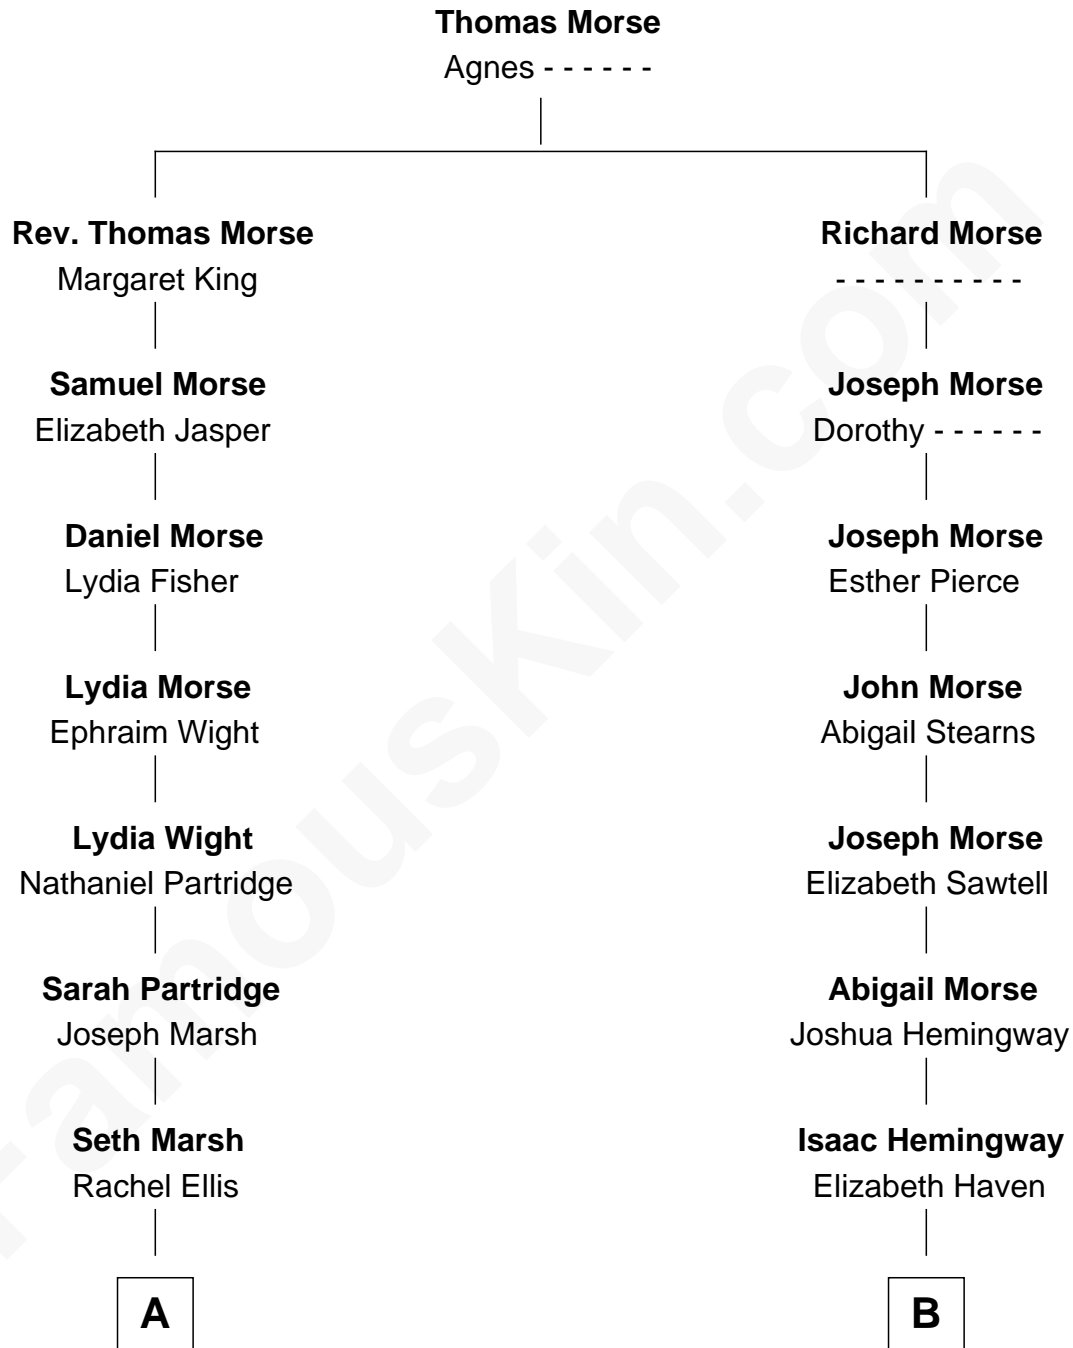 Thomas Morse
Agnes - - - - - -
Rev. Thomas Morse
Margaret King
Richard Morse
- - - - - - - - - -
Samuel Morse
Elizabeth Jasper
Joseph Morse
Dorothy - - - - - -
Daniel Morse
Lydia Fisher
Joseph Morse
Esther Pierce
Lydia Morse
Ephraim Wight
John Morse
Abigail Stearns
Lydia Wight
Nathaniel Partridge
Joseph Morse
Elizabeth Sawtell
Sarah Partridge
Joseph Marsh
Abigail Morse
Joshua Hemingway
Seth Marsh
Rachel Ellis
Isaac Hemingway
Elizabeth Haven
A
B
FamousKin.com